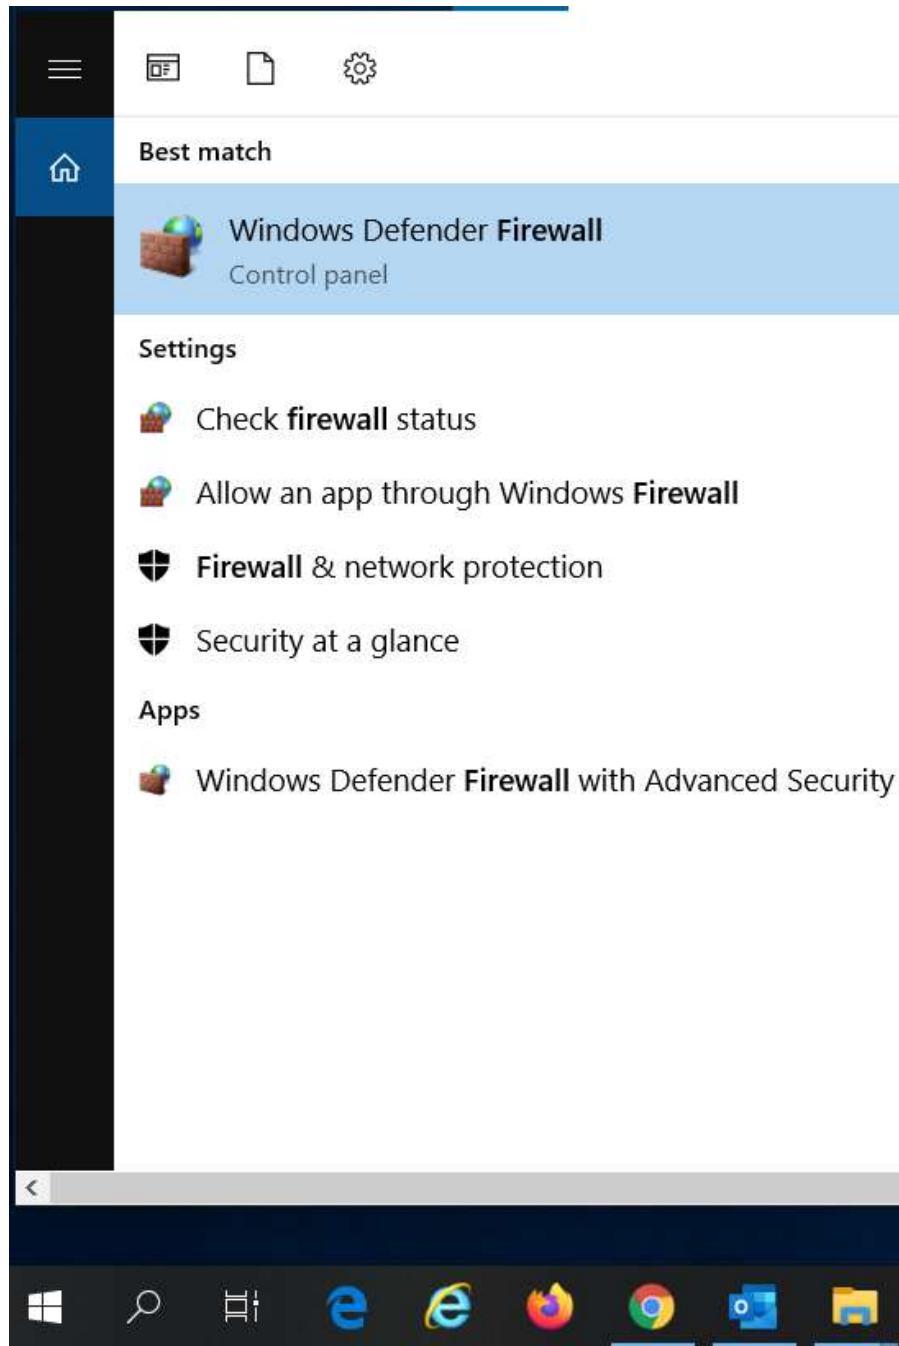 Best match
Windows Defender Firewall
Control panel
Settings
Check firewall status
Allow an app through Windows Firewall
Firewall & network protection
Security at a glance
Apps
Windows Defender Firewall with Advanced Security